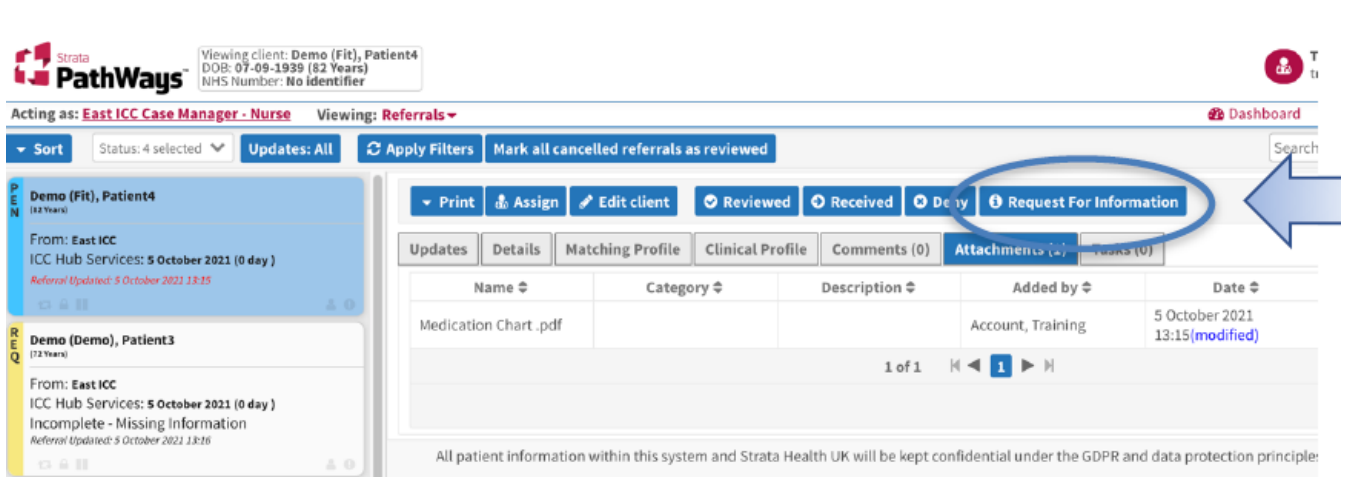 Strata
PathWays
Viewing client: Demo (Fit), Patient4
DOB: 07-09-1939 (82 Years)
NHS Number: No identifier
Acting as: East ICC Case Manager - Nurse Viewing: Referrals
Dashboard
Sort Status: 4 selected Updates: All Apply Filters Mark all cancelled referrals as reviewed Search
PEN
Demo (Fit), Patient4
(82 Years)
From: East ICC
ICC Hub Services: 5 October 2021 (0 day )
Referral Updated: 5 October 2021 13:15
REQ
Demo (Demo), Patient3
(72 Years)
From: East ICC
ICC Hub Services: 5 October 2021 (0 day )
Incomplete - Missing Information
Referral Updated: 5 October 2021 13:16
Print Assign Edit client Reviewed Received Deny Request For Information
Updates Details Matching Profile Clinical Profile Comments (0) Attachments (1) Tasks (0)
Name Category Description Added by Date
Medication Chart .pdf Account, Training 5 October 2021
13:15(modified)
1 of 1 1
All patient information within this system and Strata Health UK will be kept confidential under the GDPR and data protection principles